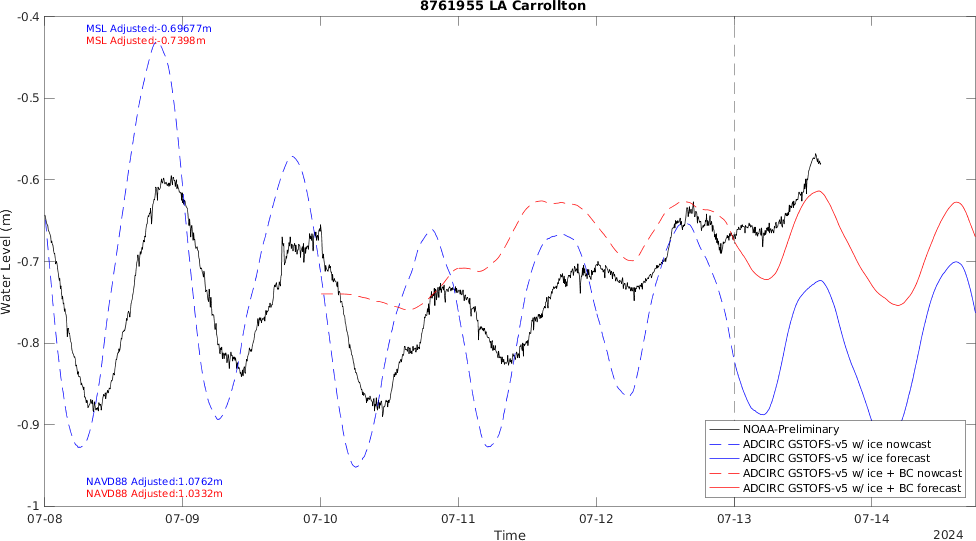 8761955 LA Carrollton
MSL Adjusted:-0.69677m
MSL Adjusted:-0.7398m
-0.4
-0.5
-0.6
-0.7
-0.8
-0.9
-1
Water Level (m)
NAVD88 Adjusted:1.0762m
NAVD88 Adjusted:1.0332m
NOAA-Preliminary
ADCIRC GSTOFS-v5 w/ ice nowcast
ADCIRC GSTOFS-v5 w/ ice forecast
ADCIRC GSTOFS-v5 w/ ice + BC nowcast
ADCIRC GSTOFS-v5 w/ ice + BC forecast
07-08 07-09 07-10 07-11 07-12 07-13 07-14
Time
2024